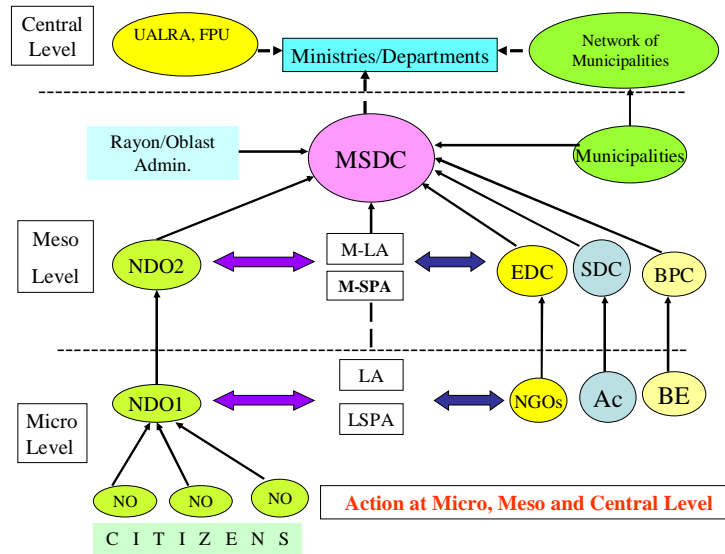 Central
Level
UALRA, FPU
Ministries/Departments
Network of
Municipalities
Rayon/Oblast
Admin.
MSDC
Municipalities
Meso
Level
NDO2
M-LA
M-SPA
EDC
SDC
BPC
Micro
Level
NDO1
LA
LSPA
NGOs
Ac
BE
NO
NO
NO
Action at Micro, Meso and Central Level
C I T I Z E N S